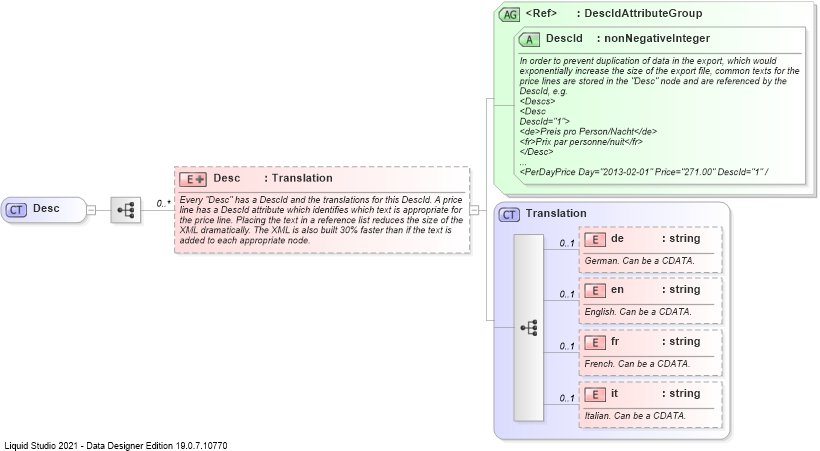 AG <Ref> : DescIdAttributeGroup
A DescId : nonNegativeInteger
In order to prevent duplication of data in the export, which would
exponentially increase the size of the export file, common texts for the
price lines are stored in the "Desc" node and are referenced by the
DescId, e.g.
<Descs>
<Desc
DescId="1">
<de>Preis pro Person/Nacht</de>
<fr>Prix par personne/nuit</fr>
</Desc>
...
<PerDayPrice Day="2013-02-01" Price="271.00" DescId="1" /
CT Desc
0..*
E Desc : Translation
Every "Desc" has a DescId and the translations for this DescId. A price
line has a DescId attribute which identifies which text is appropriate for
the price line. Placing the text in a reference list reduces the size of the
XML dramatically. The XML is also built 30% faster than if the text is
added to each appropriate node.
CT Translation
0..1 E de : string
German. Can be a CDATA.
0..1 E en : string
English. Can be a CDATA.
0..1 E fr : string
French. Can be a CDATA.
0..1 E it : string
Italian. Can be a CDATA.
Liquid Studio 2021 - Data Designer Edition 19.0.7.10770